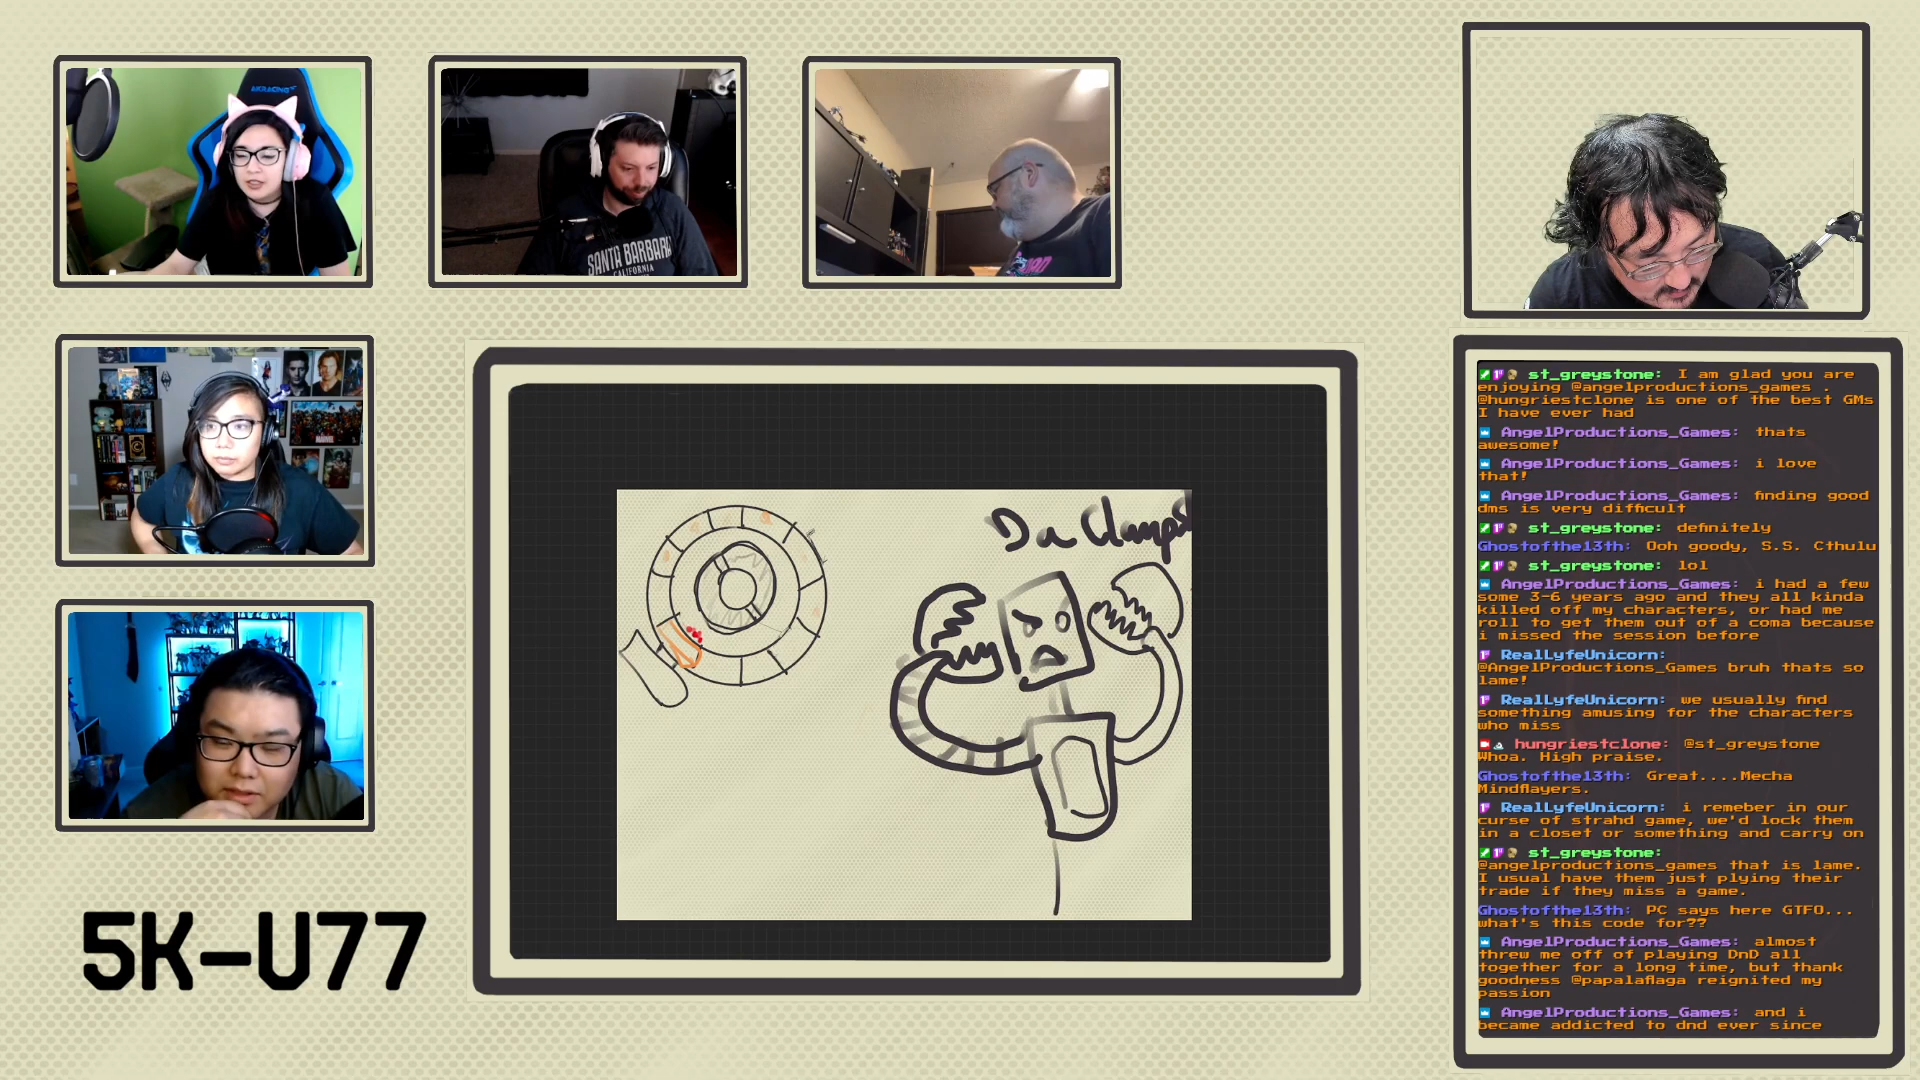 AKRACING
SANTA BARBARA
CALIFORNIA
MARVEL
Da Clamps
5K-U77
st_greystone: I am glad you are
enjoying @angelproductions_games .
@hungriestclone is one of the best GMs
I have ever had
AngelProductions_Games: thats
awesome!
AngelProductions_Games: i love
that!
AngelProductions_Games: finding good
dms is very difficult
st_greystone: definitely
Ghostofthe13th: Ooh goody, S.S. Cthulu
st_greystone: lol
AngelProductions_Games: i had a few
some 3-6 years ago and they all kinda
killed off my characters, or had me
roll to get them out of a coma because
i missed the session before
RealLyfeUnicorn:
@AngelProductions_Games bruh thats so
lame!
RealLyfeUnicorn: we usually find
something amusing for the characters
who miss
hungriestclone: @st_greystone
Whoa. High praise.
Ghostofthe13th: Great....Mecha
Mindflayers.
RealLyfeUnicorn: i remeber in our
curse of strahd game, we'd lock them
in a closet or something and carry on
st_greystone:
@angelproductions_games that is lame.
I usual have them just plying their
trade if they miss a game.
Ghostofthe13th: PC says here GTFO...
what's this code for??
AngelProductions_Games: almost
threw me off of playing DnD all
together for a long time, but thank
goodness @papalaflaga reignited my
passion
AngelProductions_Games: and i
became addicted to dnd ever since